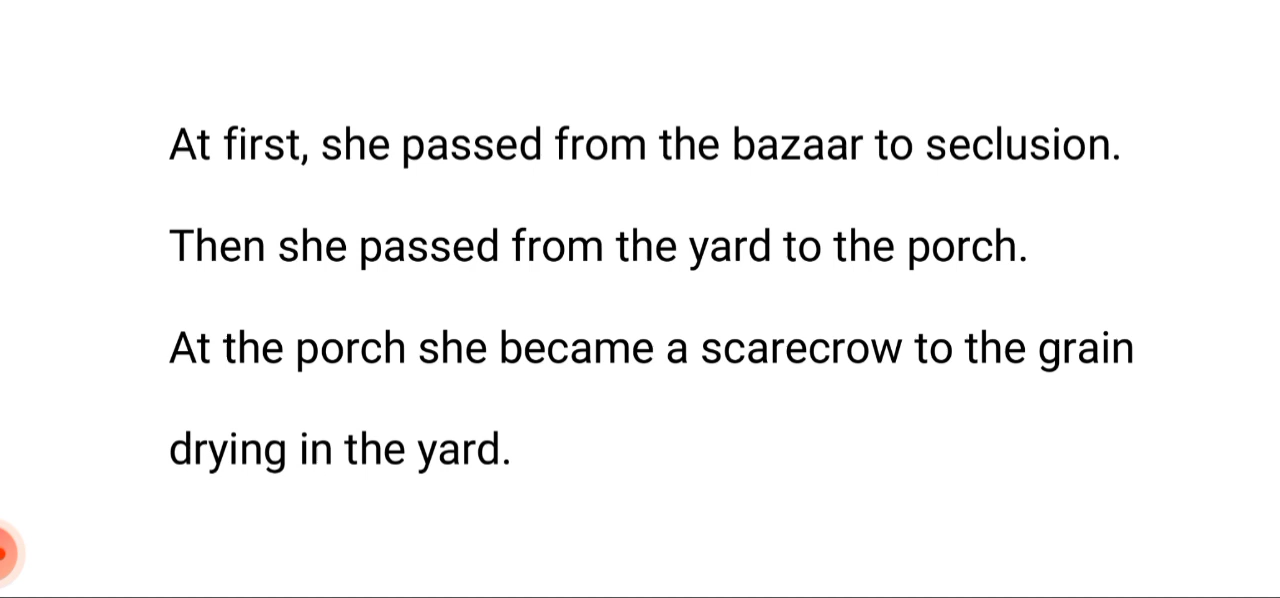 At first, she passed from the bazaar to seclusion.
Then she passed from the yard to the porch.
At the porch she became a scarecrow to the grain
drying in the yard.